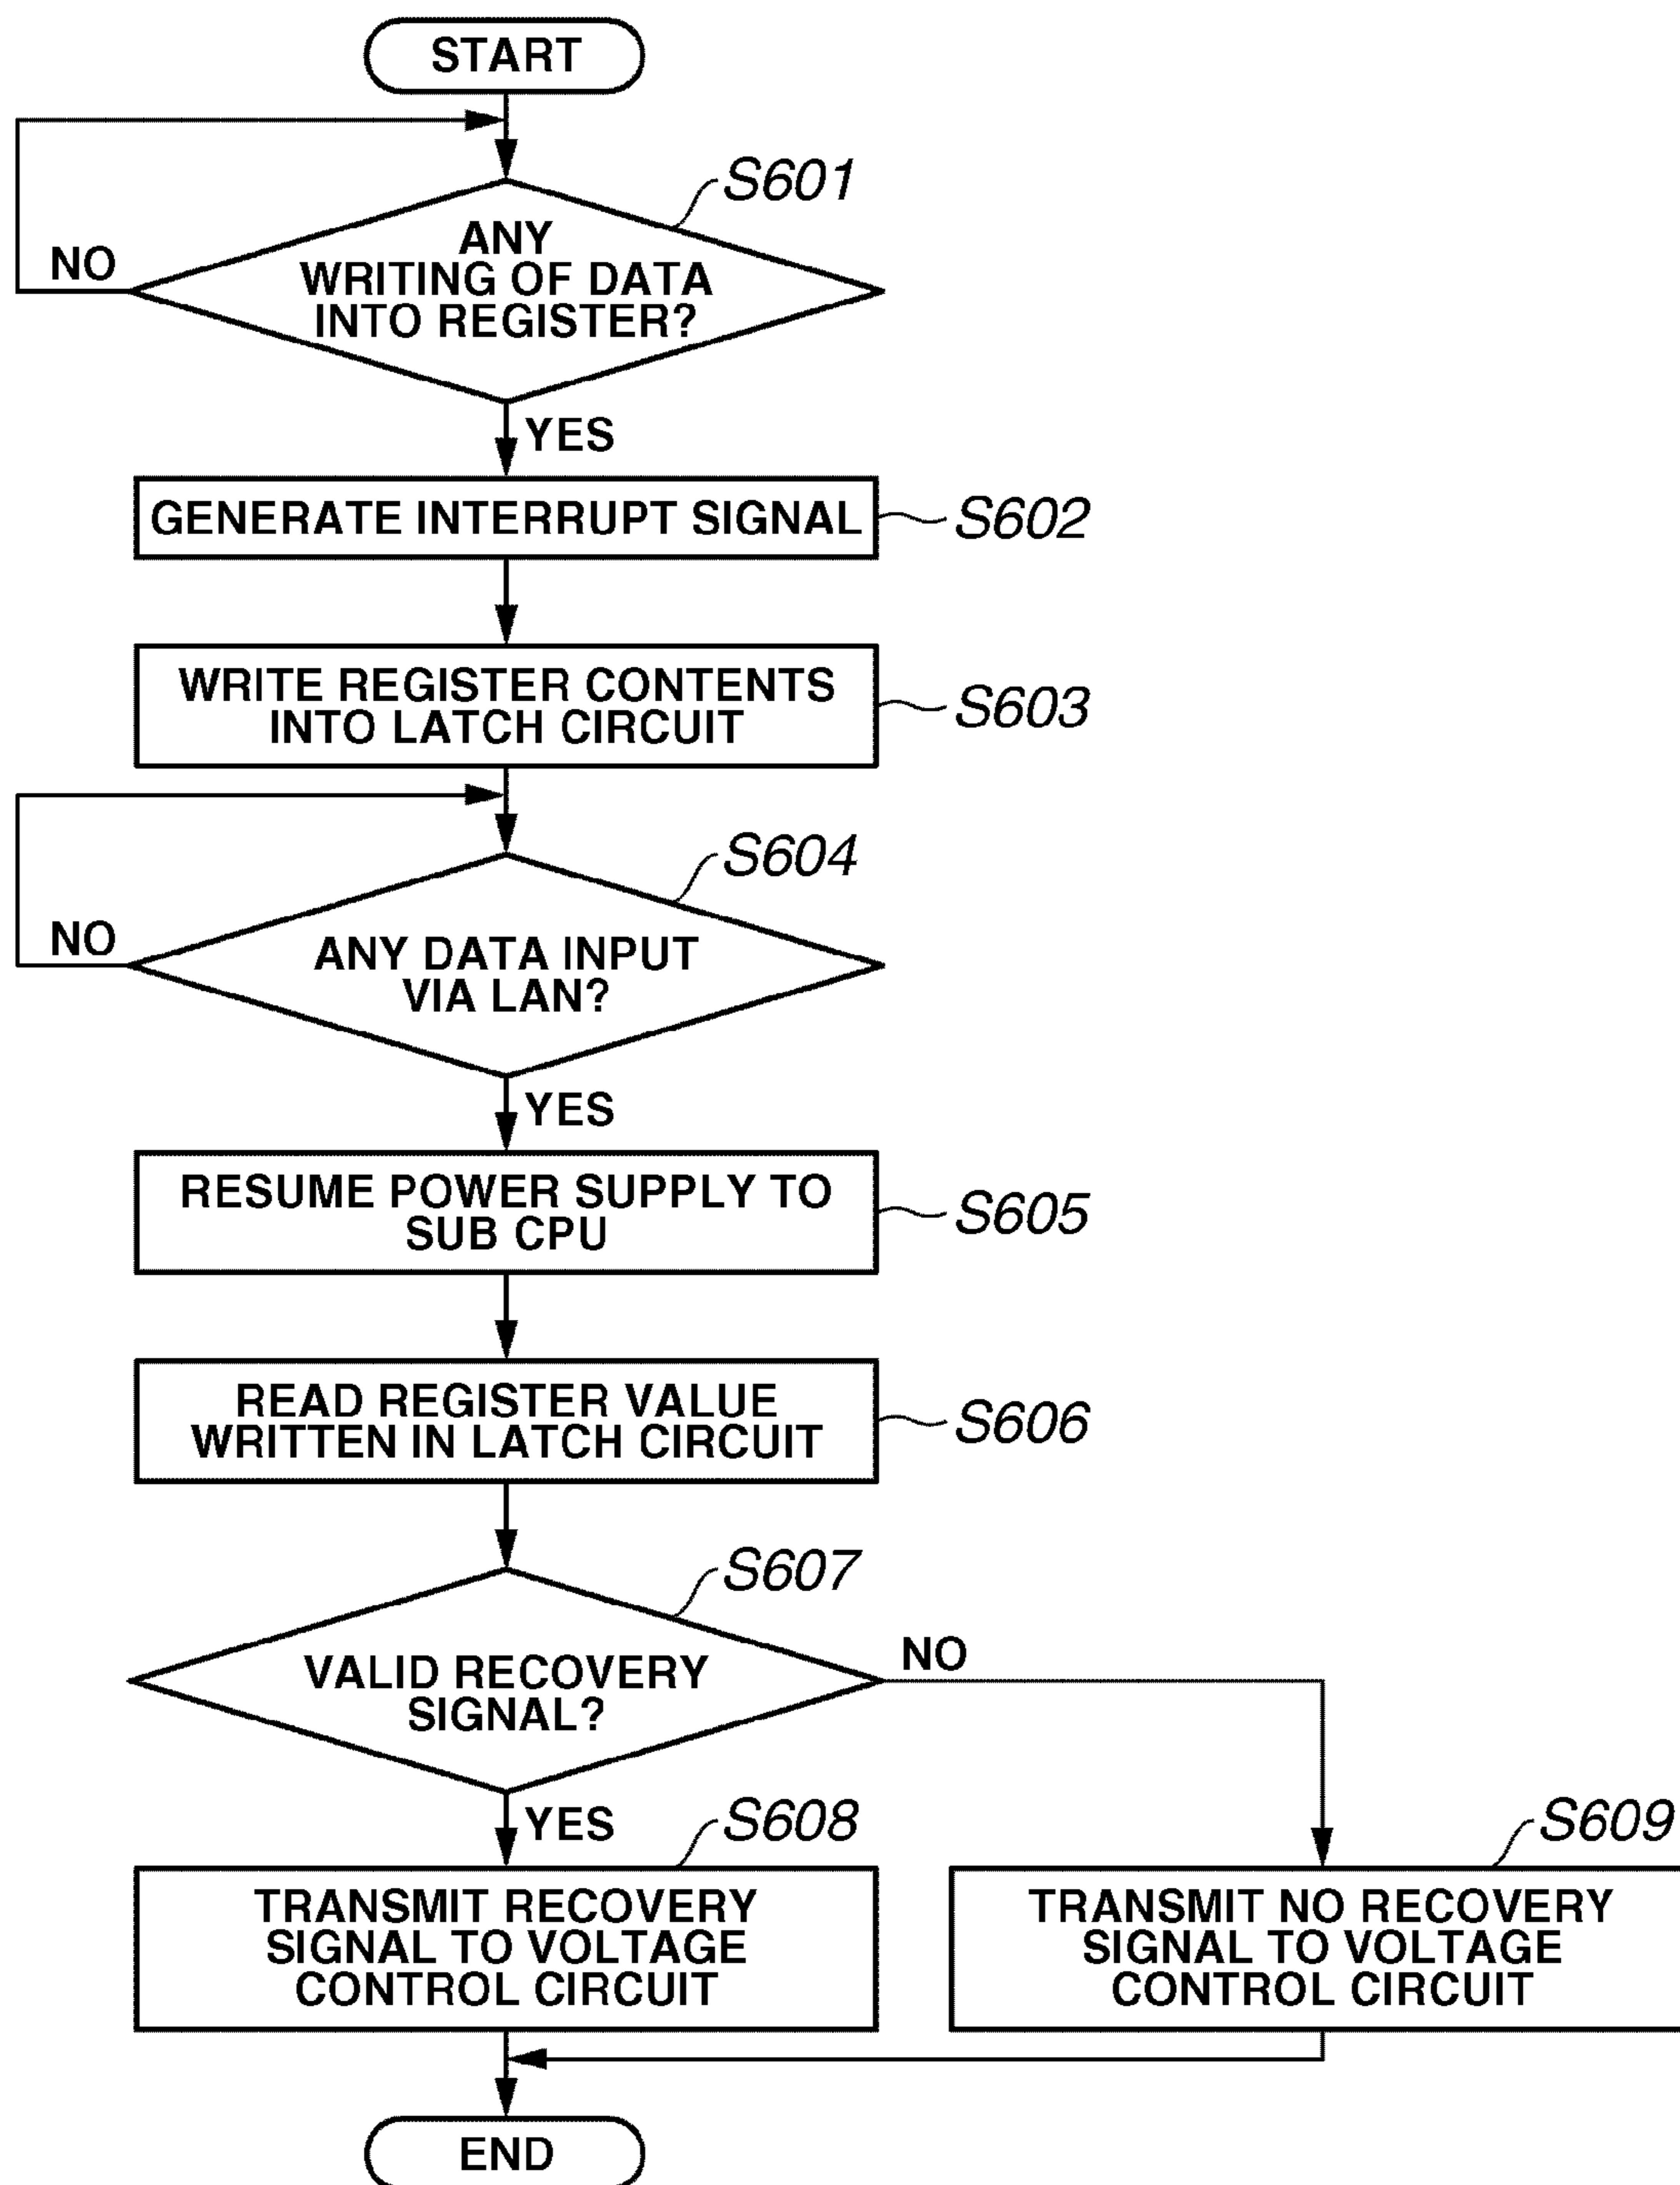 START
S601
ANY
WRITING OF DATA
INTO REGISTER?
NO
YES
GENERATE INTERRUPT SIGNAL
S602
WRITE REGISTER CONTENTS
INTO LATCH CIRCUIT
S603
S604
ANY DATA INPUT
VIA LAN?
NO
YES
RESUME POWER SUPPLY TO
SUB CPU
S605
READ REGISTER VALUE
WRITTEN IN LATCH CIRCUIT
S606
S607
VALID RECOVERY
SIGNAL?
NO
YES
S608
TRANSMIT RECOVERY
SIGNAL TO VOLTAGE
CONTROL CIRCUIT
S609
TRANSMIT NO RECOVERY
SIGNAL TO VOLTAGE
CONTROL CIRCUIT
END